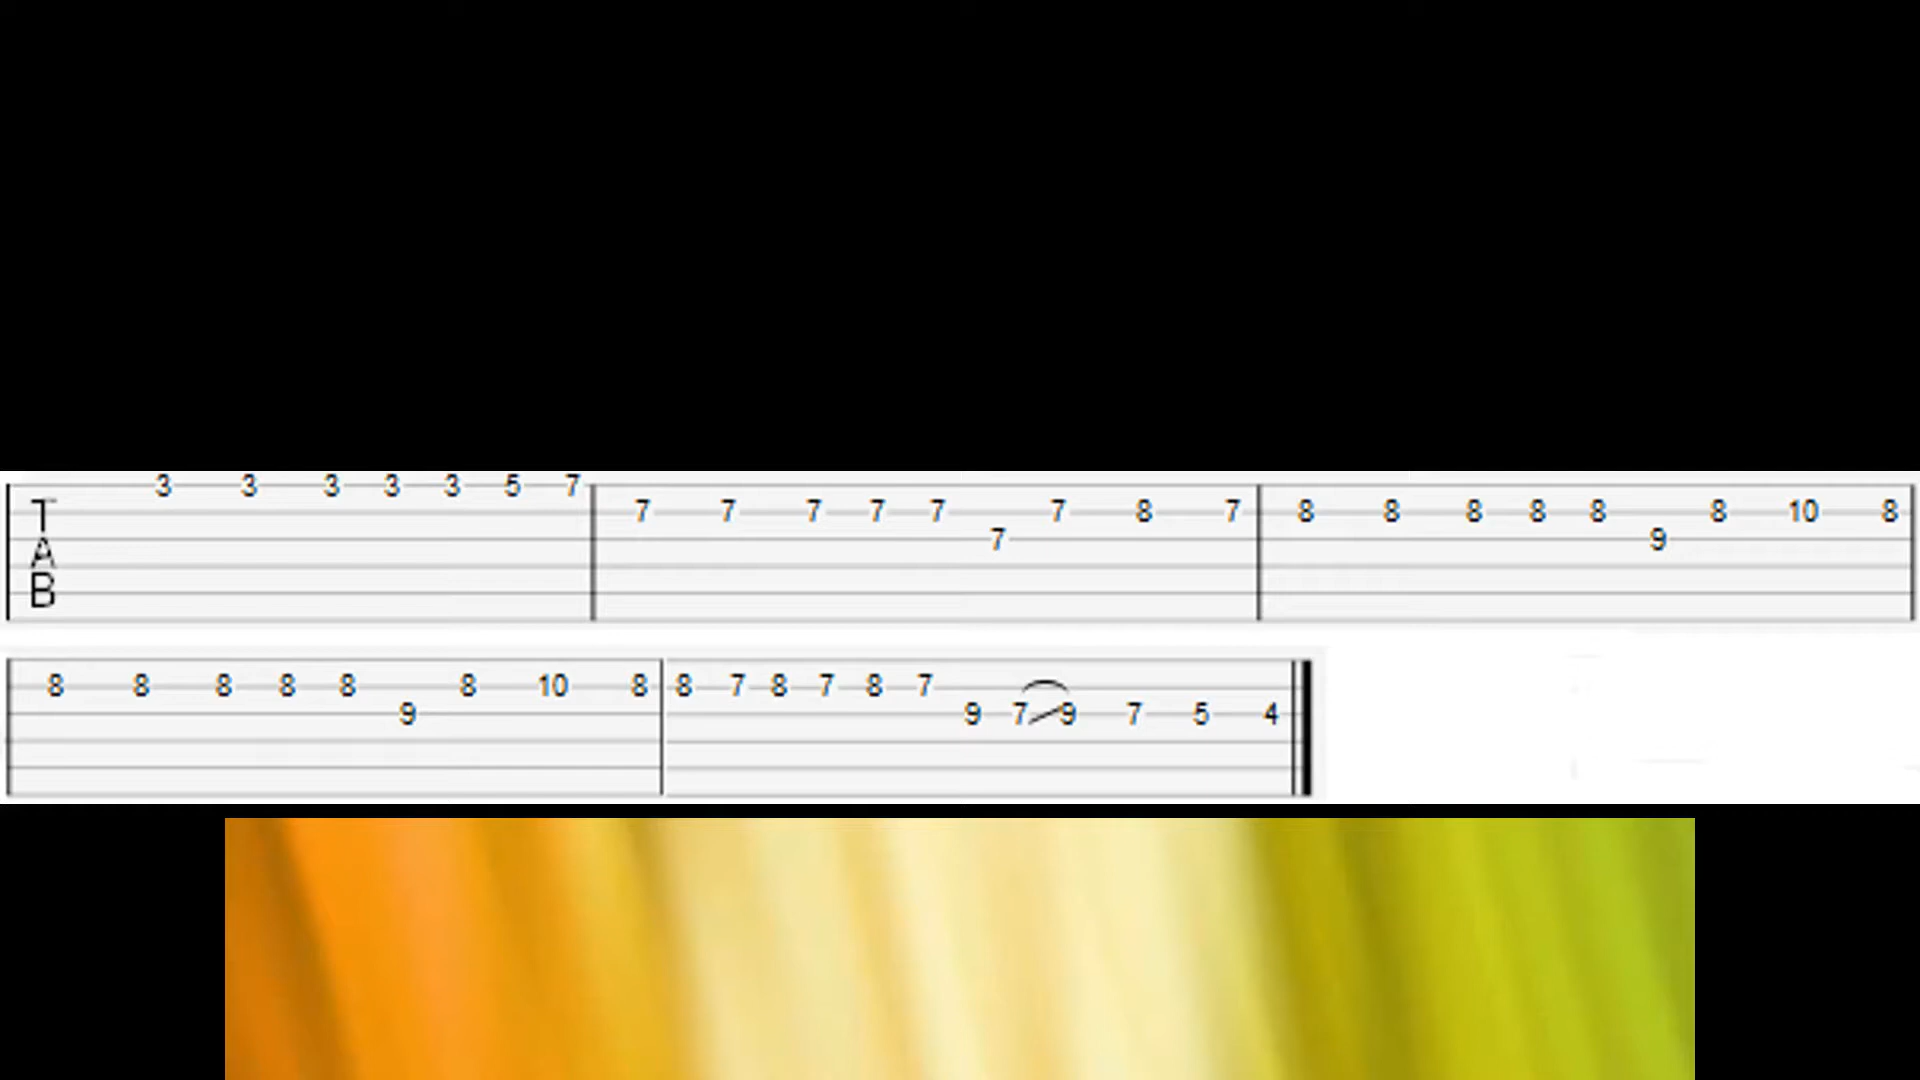 3 3 3 3 3 5 7
T 7 7 7 7 7 7 8 7 8 8 8 8 8 8 10 8
A 7 9
B
8 8 8 8 8 8 10 8 8 7 8 7 8 7
9 9 7 9 7 5 4